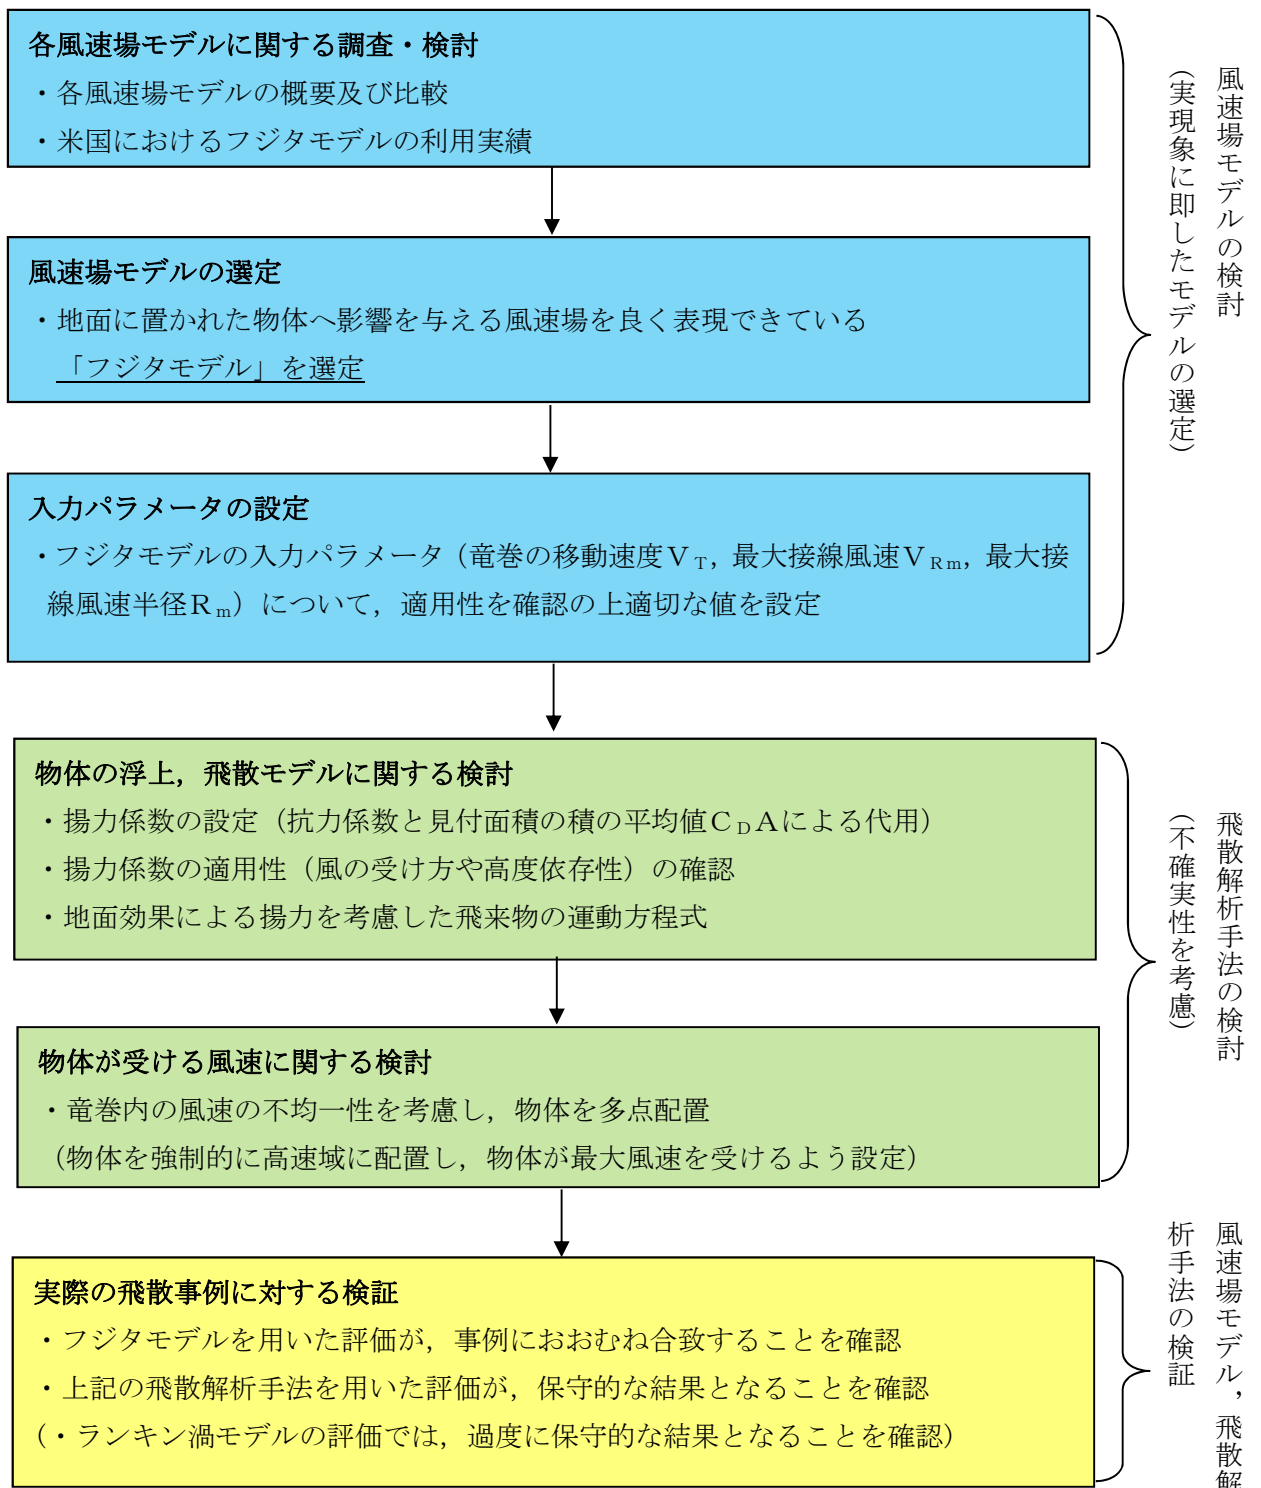 各風速場モデルに関する調査・検討
・各風速場モデルの概要及び比較
・米国におけるフジタモデルの利用実績
風速場モデルの選定
・地面に置かれた物体へ影響を与える風速場を良く表現できている
「フジタモデル」を選定
入力パラメータの設定
・フジタモデルの入力パラメータ（竜巻の移動速度ＶT，最大接線風速ＶRm，最大接
線風速半径Ｒm）について，適用性を確認の上適切な値を設定
風速場モデルの検討
（実現象に即したモデルの選定）
物体の浮上，飛散モデルに関する検討
・揚力係数の設定（抗力係数と見付面積の積の平均値ＣDＡによる代用）
・揚力係数の適用性（風の受け方や高度依存性）の確認
・地面効果による揚力を考慮した飛来物の運動方程式
物体が受ける風速に関する検討
・竜巻内の風速の不均一性を考慮し，物体を多点配置
（物体を強制的に高速域に配置し，物体が最大風速を受けるよう設定）
飛散解析手法の検討
（不確実性を考慮）
実際の飛散事例に対する検証
・フジタモデルを用いた評価が，事例におおむね合致することを確認
・上記の飛散解析手法を用いた評価が，保守的な結果となることを確認
（・ランキン渦モデルの評価では，過度に保守的な結果となることを確認）
風速場モデル，飛散解
析手法の検証